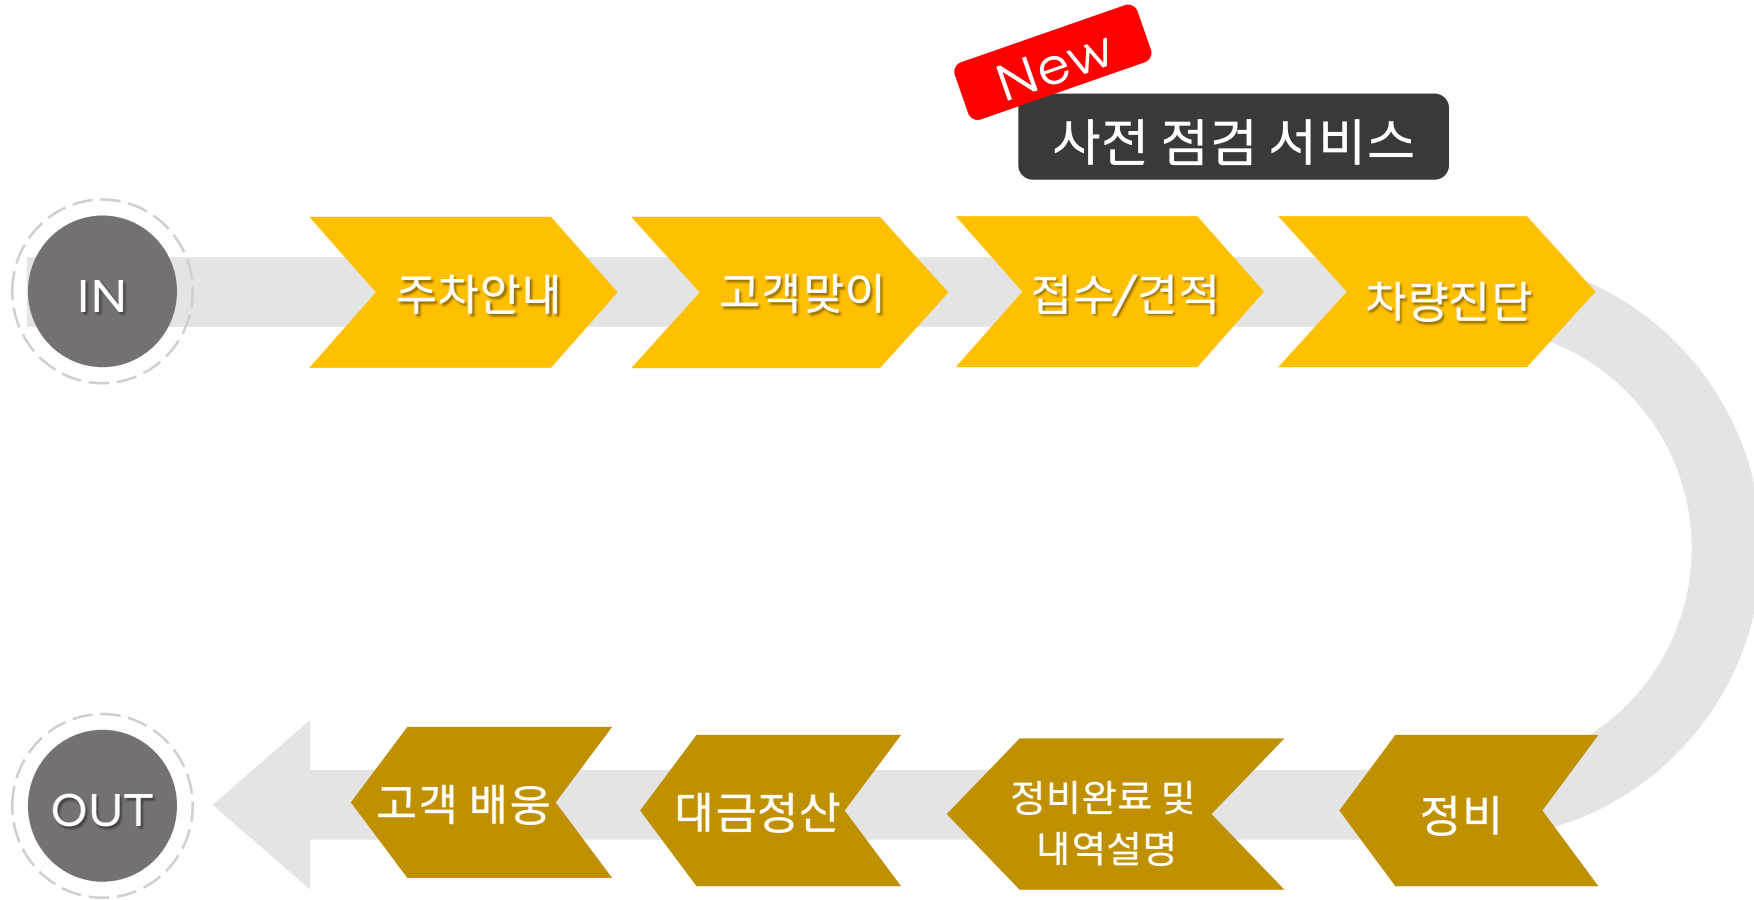 New
사전 점검 서비스
IN
주차안내
고객맞이
접수/견적
차량진단
정비
정비완료 및
내역설명
대금정산
고객 배웅
OUT